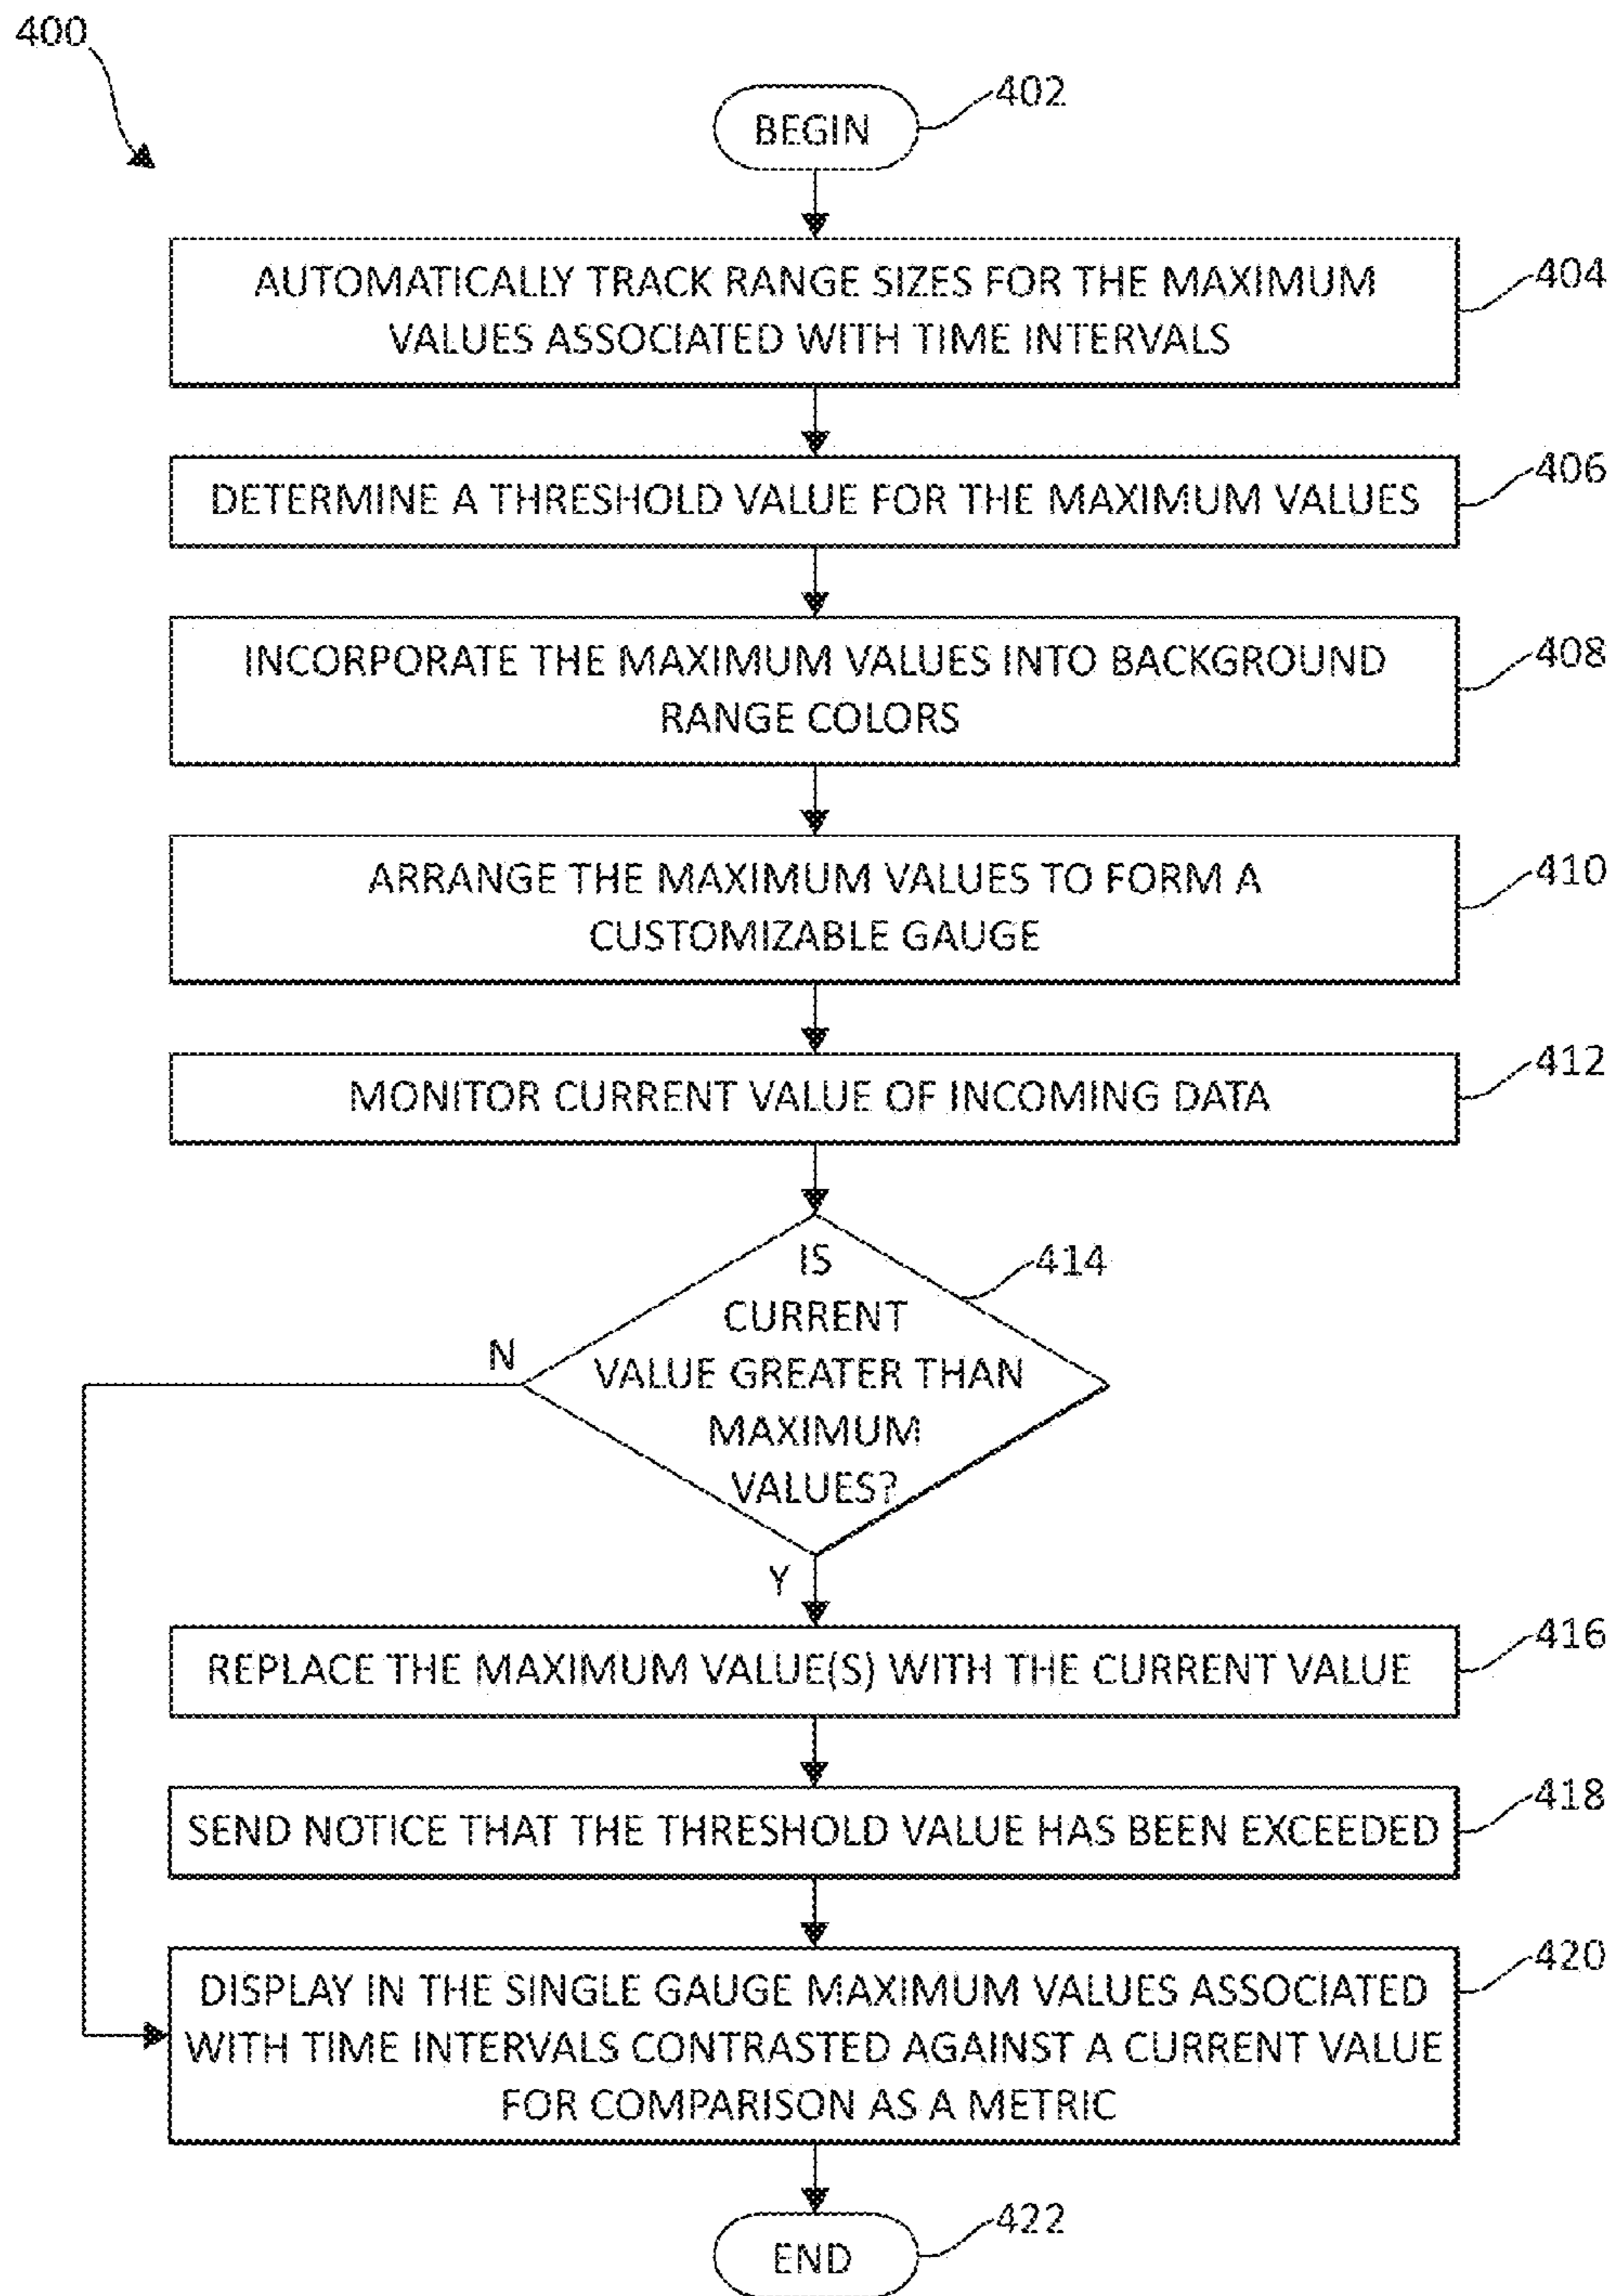 400
402
BEGIN
404
AUTOMATICALLY TRACK RANGE SIZES FOR THE MAXIMUM
VALUES ASSOCIATED WITH TIME INTERVALS
406
DETERMINE A THRESHOLD VALUE FOR THE MAXIMUM VALUES
408
INCORPORATE THE MAXIMUM VALUES INTO BACKGROUND
RANGE COLORS
410
ARRANGE THE MAXIMUM VALUES TO FORM A
CUSTOMIZABLE GAUGE
412
MONITOR CURRENT VALUE OF INCOMING DATA
414
IS
CURRENT
VALUE GREATER THAN
MAXIMUM
VALUES?
N
Y
416
REPLACE THE MAXIMUM VALUE(S) WITH THE CURRENT VALUE
418
SEND NOTICE THAT THE THRESHOLD VALUE HAS BEEN EXCEEDED
420
DISPLAY IN THE SINGLE GAUGE MAXIMUM VALUES ASSOCIATED
WITH TIME INTERVALS CONTRASTED AGAINST A CURRENT VALUE
FOR COMPARISON AS A METRIC
422
END